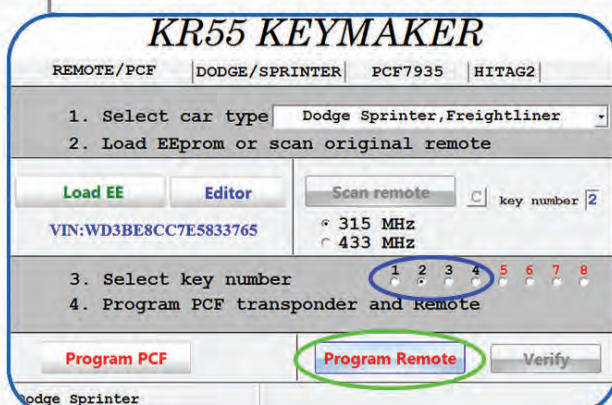 KR55 KEYMAKER
REMOTE/PCF DODGE/SPRINTER PCF7935 HITAG2
1. Select car type Dodge Sprinter,Freightliner
2. Load EEprom or scan original remote
Load EE Editor Scan remote C key number 2
VIN:WD3BE8CC7E5833765 315 MHz
433 MHz
3. Select key number 1 2 3 4 5 6 7 8
4. Program PCF transponder and Remote
Program PCF Program Remote Verify
Dodge Sprinter